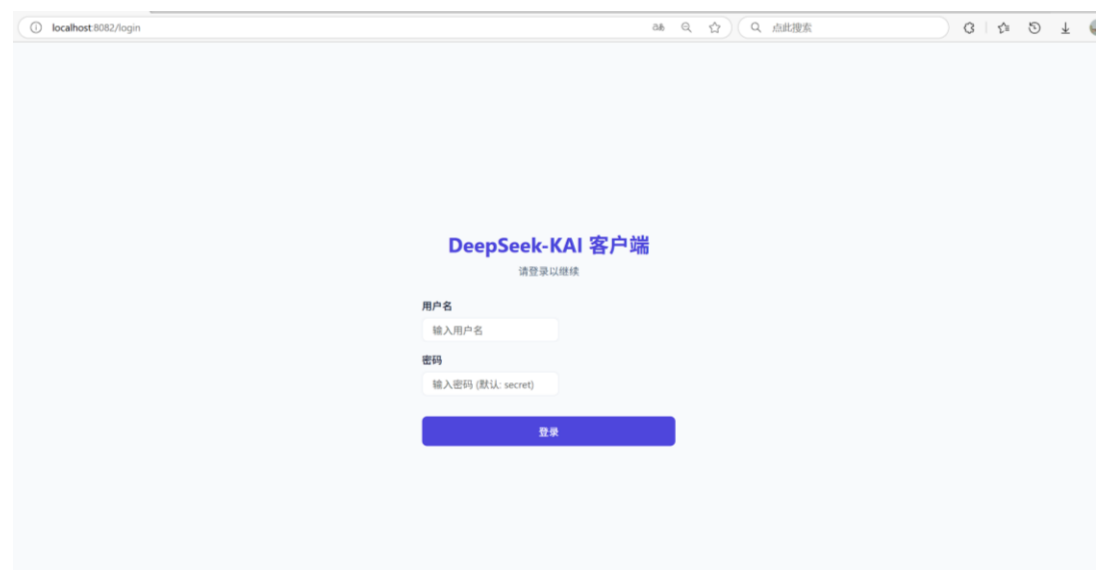 localhost:8082/login
点此搜索
DeepSeek-KAI 客户端
请登录以继续
用户名
输入用户名
密码
输入密码 (默认: secret)
登录